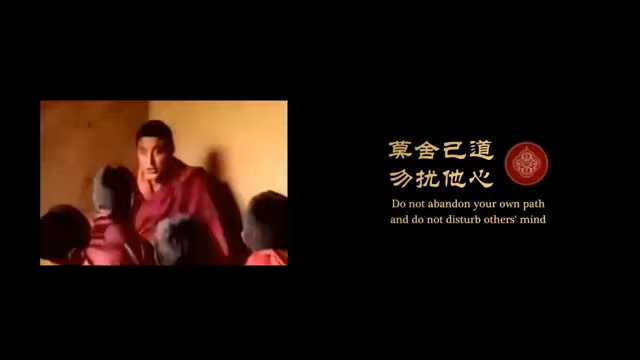 莫舍己道
勿扰他心
Do not abandon your own path
and do not disturb others' mind